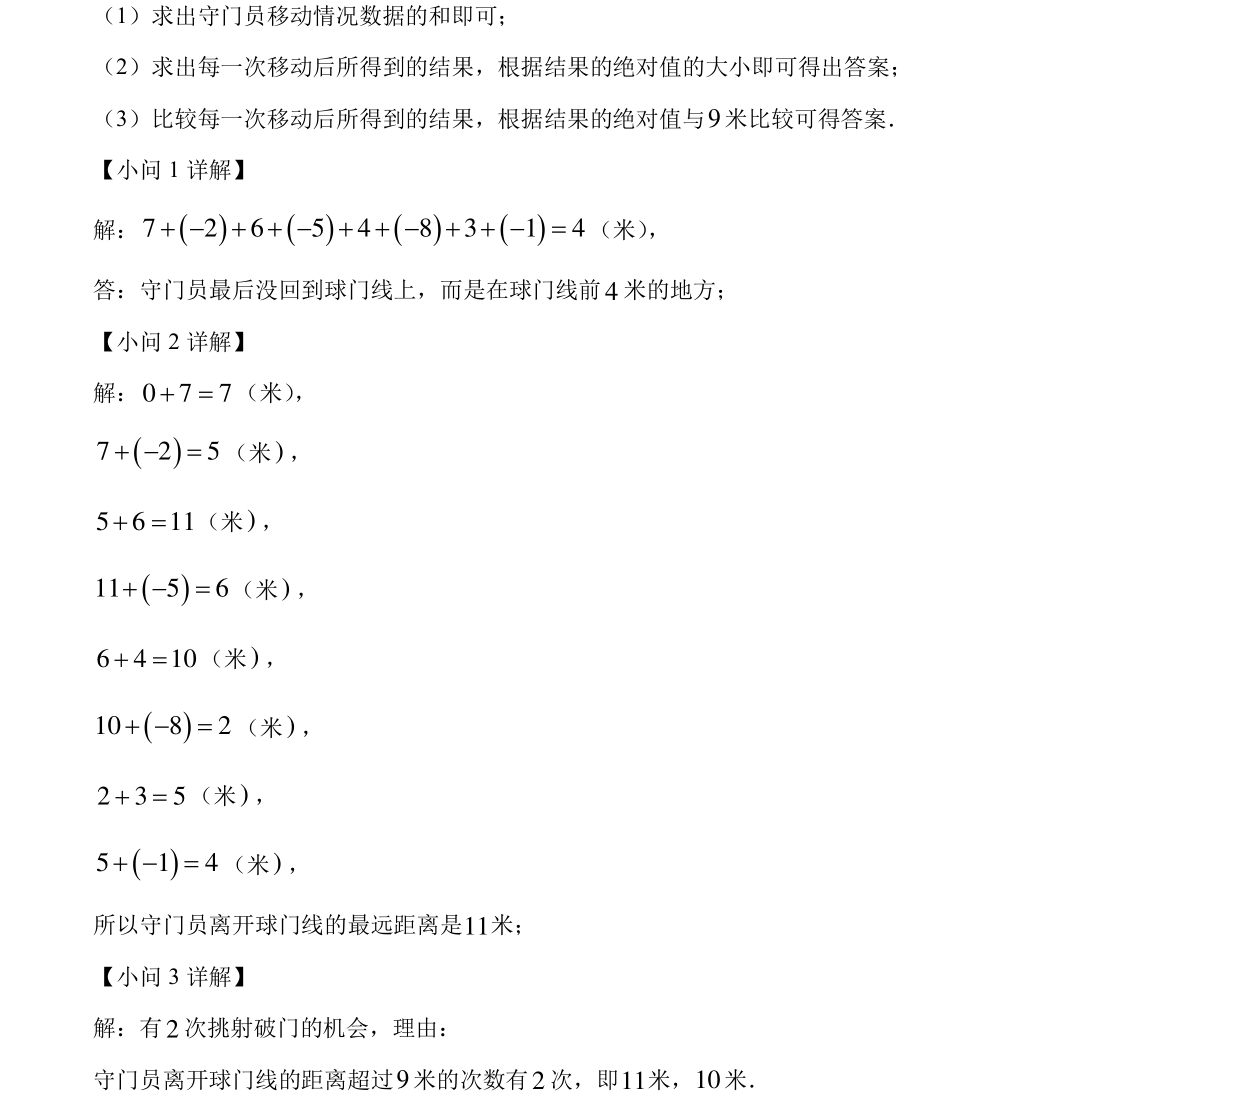 （1）求出守门员移动情况数据的和即可；
（2）求出每一次移动后所得到的结果，根据结果的绝对值的大小即可得出答案；
（3）比较每一次移动后所得到的结果，根据结果的绝对值与9米比较可得答案．
【小问 1 详解】
解：7+(−2)+6+(−5)+4+(−8)+3+(−1)=4（米），
答：守门员最后没回到球门线上，而是在球门线前4米的地方；
【小问 2 详解】
解：0+7=7（米），
7+(−2)=5（米），
5+6=11（米），
11+(−5)=6（米），
6+4=10（米），
10+(−8)=2（米），
2+3=5（米），
5+(−1)=4（米），
所以守门员离开球门线的最远距离是11米；
【小问 3 详解】
解：有2次挑射破门的机会，理由：
守门员离开球门线的距离超过9米的次数有2次，即11米，10米．